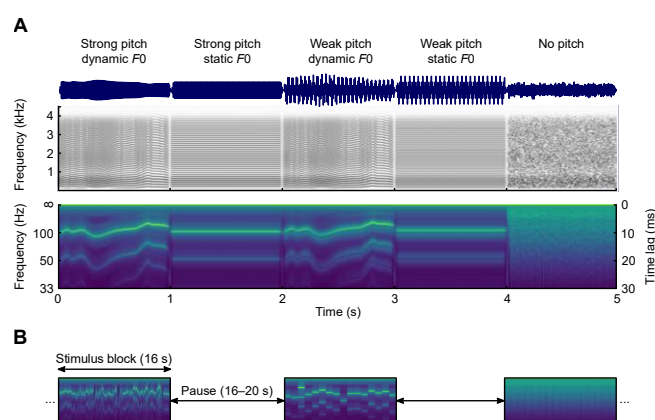 A
Strong pitch
dynamic F0
Strong pitch
static F0
Weak pitch
dynamic F0
Weak pitch
static F0
No pitch
Frequency (kHz)
4
3
2
1
Frequency (Hz)
∞
100
50
33
0
10
20
30
Time lag (ms)
0 1 2 3 4 5
Time (s)
B
Stimulus block (16 s)
Pause (16–20 s)
... ...